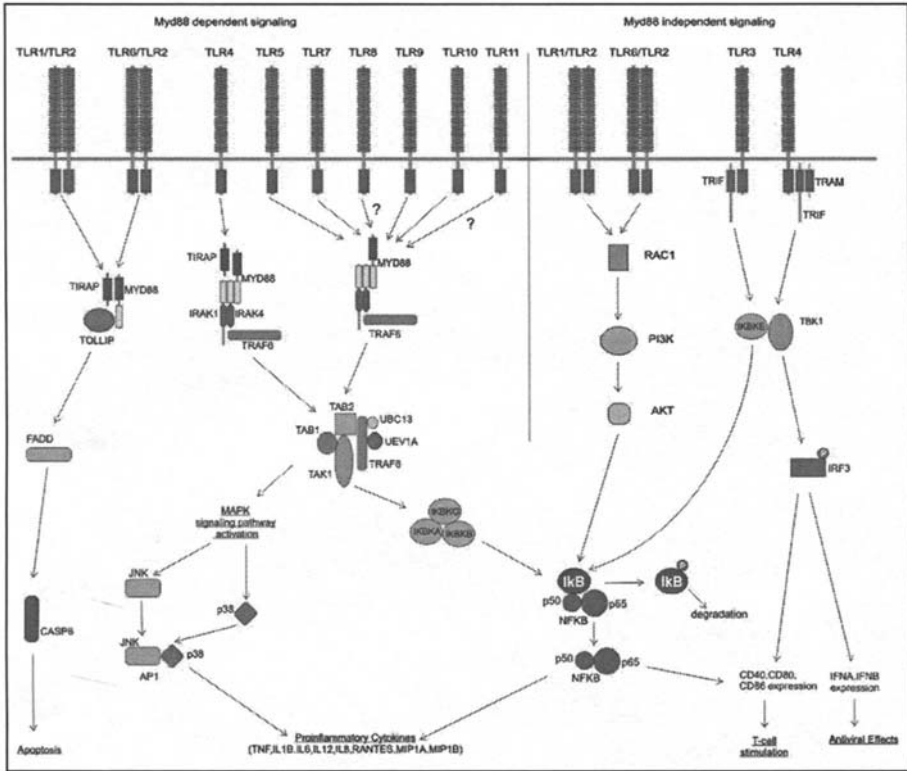 Myd88 dependent signaling
Myd88 independent signaling
TLR1/TLR2
TLR6/TLR2
TLR4
TLR5
TLR7
TLR8
TLR9
TLR10
TLR11
TLR1/TLR2
TLR6/TLR2
TLR3
TLR4
TRIF
TRAM
TRIF
?
?
TIRAP
MYD88
MYD88
RAC1
TIRAP
MYD88
IRAK1
IRAK4
TOLLIP
TRAF6
TRAF6
PI3K
IKBKE
TBK1
TAB2
UBC13
TAB1
UEV1A
TAK1
TRAF6
AKT
FADD
IRF3
P
MAPK
signaling pathway
activation
IKBKG
IKBKA
IKBKB
JNK
IkB
IkB
P
p50
p65
NFKB
degradation
CASP8
p38
JNK
p38
AP1
p50
p65
NFKB
CD40,CD80,
CD86 expression
IFNA,IFNB
expression
Apoptosis
Proinflammatory Cytokines
(TNF,IL1B,IL6,IL12,IL8,RANTES,MIP1A,MIP1B)
T-cell
stimulation
Antiviral Effects